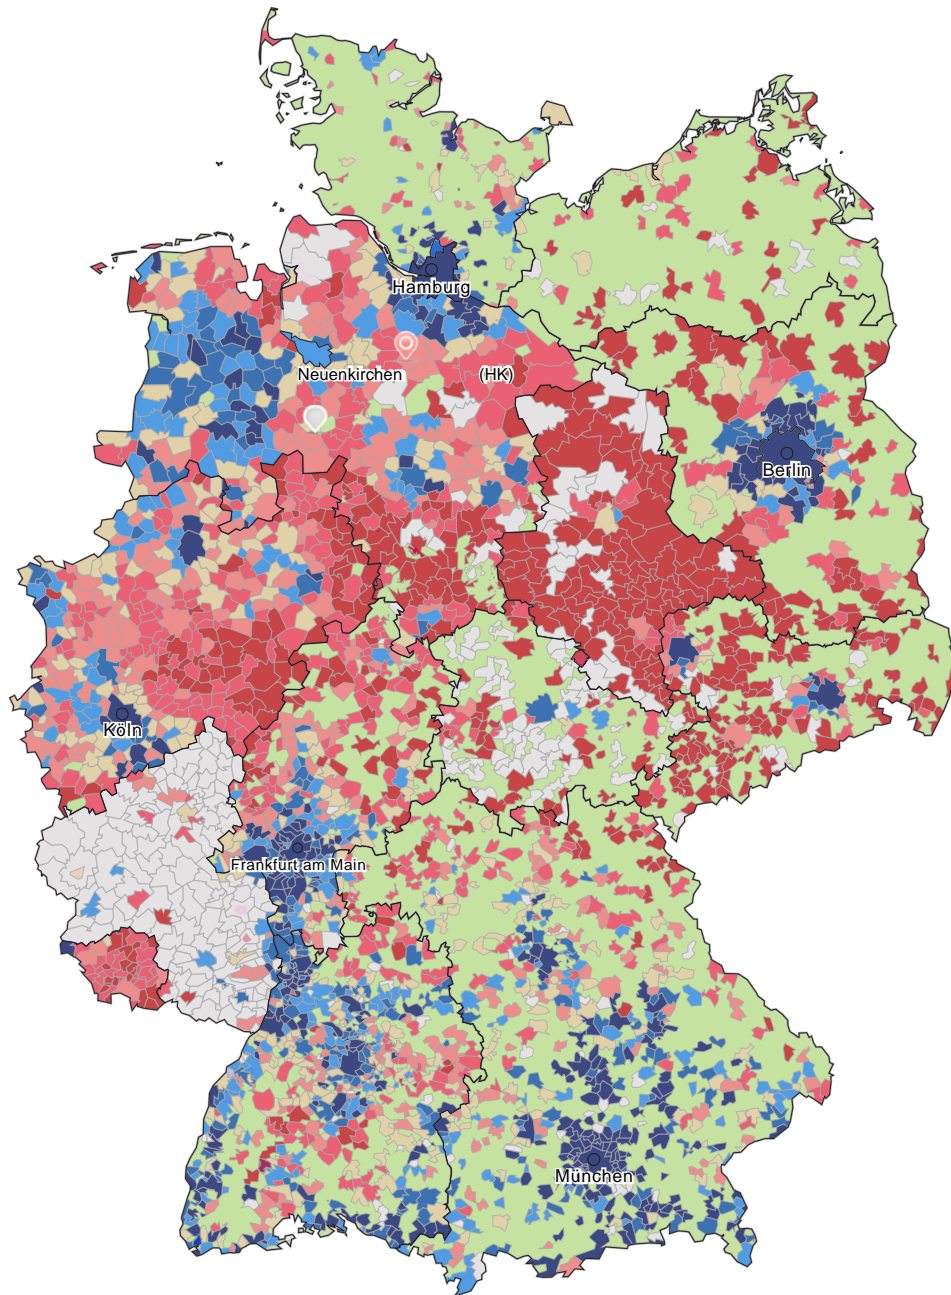 Hamburg
Neuenkirchen (HK)
Berlin
Köln
Frankfurt am Main
München